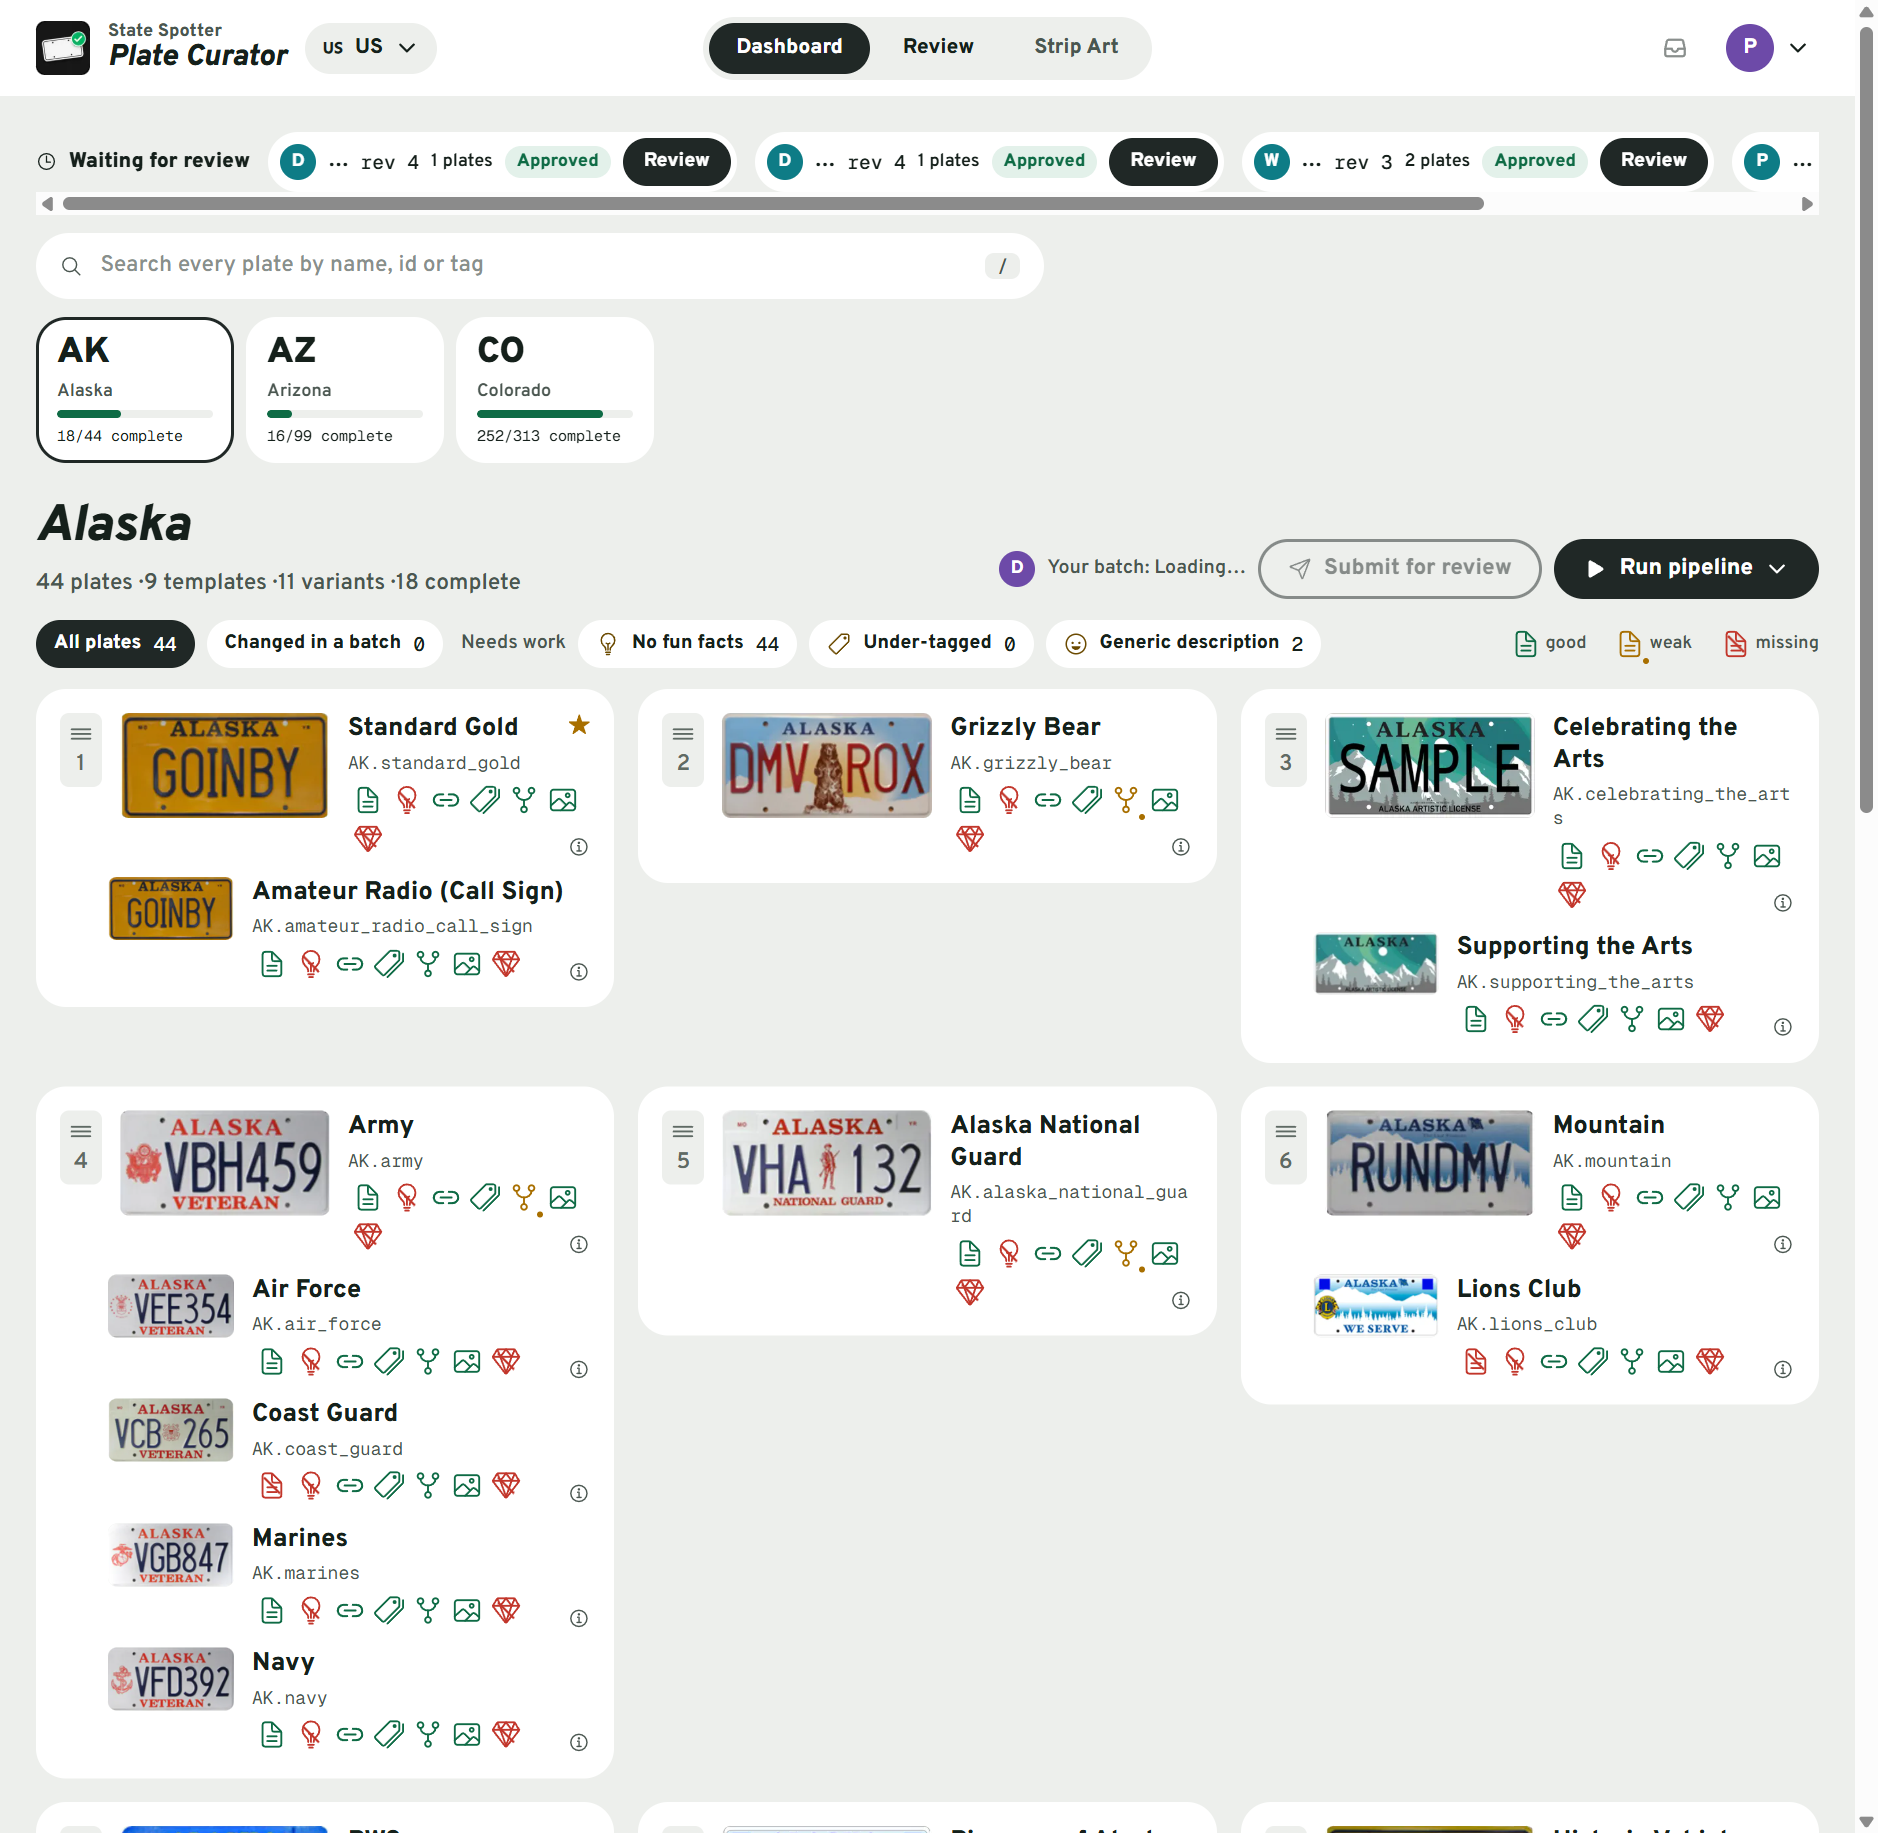 State Spotter
Plate Curator
US US
Dashboard
Review
Strip Art
P
Waiting for review
D ... rev 4 1 plates Approved Review
D ... rev 4 1 plates Approved Review
W ... rev 3 2 plates Approved Review
P ...
Search every plate by name, id or tag
/
AK
Alaska
18/44 complete
AZ
Arizona
16/99 complete
CO
Colorado
252/313 complete
Alaska
44 plates ·9 templates ·11 variants ·18 complete
D Your batch: Loading...
Submit for review
Run pipeline
All plates 44
Changed in a batch 0
Needs work
No fun facts 44
Under-tagged 0
Generic description 2
good
weak
missing
1
ALASKA
GOINBY
Standard Gold
AK.standard_gold
ALASKA
GOINBY
Amateur Radio (Call Sign)
AK.amateur_radio_call_sign
2
ALASKA
DMV ROX
Grizzly Bear
AK.grizzly_bear
3
ALASKA
SAMPLE
ALASKA ARTISTIC LICENSE
Celebrating the
Arts
AK.celebrating_the_art
s
ALASKA
ALASKA ARTISTIC LICENSE
Supporting the Arts
AK.supporting_the_arts
4
ALASKA
VBH459
VETERAN
Army
AK.army
ALASKA
VEE354
VETERAN
Air Force
AK.air_force
ALASKA
VCB 265
VETERAN
Coast Guard
AK.coast_guard
ALASKA
VGB847
VETERAN
Marines
AK.marines
ALASKA
VFD392
VETERAN
Navy
AK.navy
5
ALASKA
VHA 132
NATIONAL GUARD
Alaska National
Guard
AK.alaska_national_gua
rd
6
ALASKA
RUNDMV
Mountain
AK.mountain
ALASKA
L
WE SERVE
Lions Club
AK.lions_club